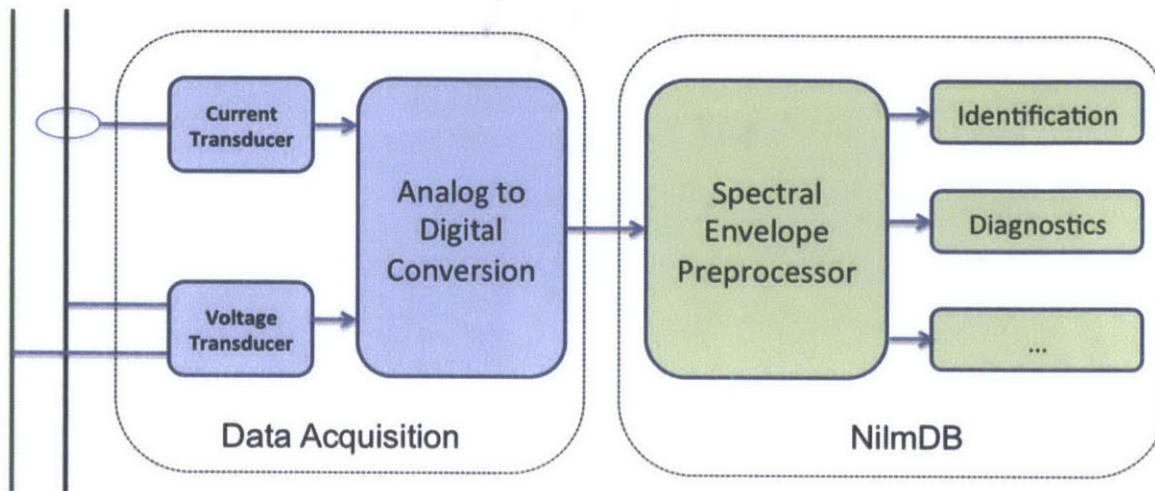 Current
Transducer
Voltage
Transducer
Analog to
Digital
Conversion
Data Acquisition
Spectral
Envelope
Preprocessor
Identification
Diagnostics
...
NilmDB